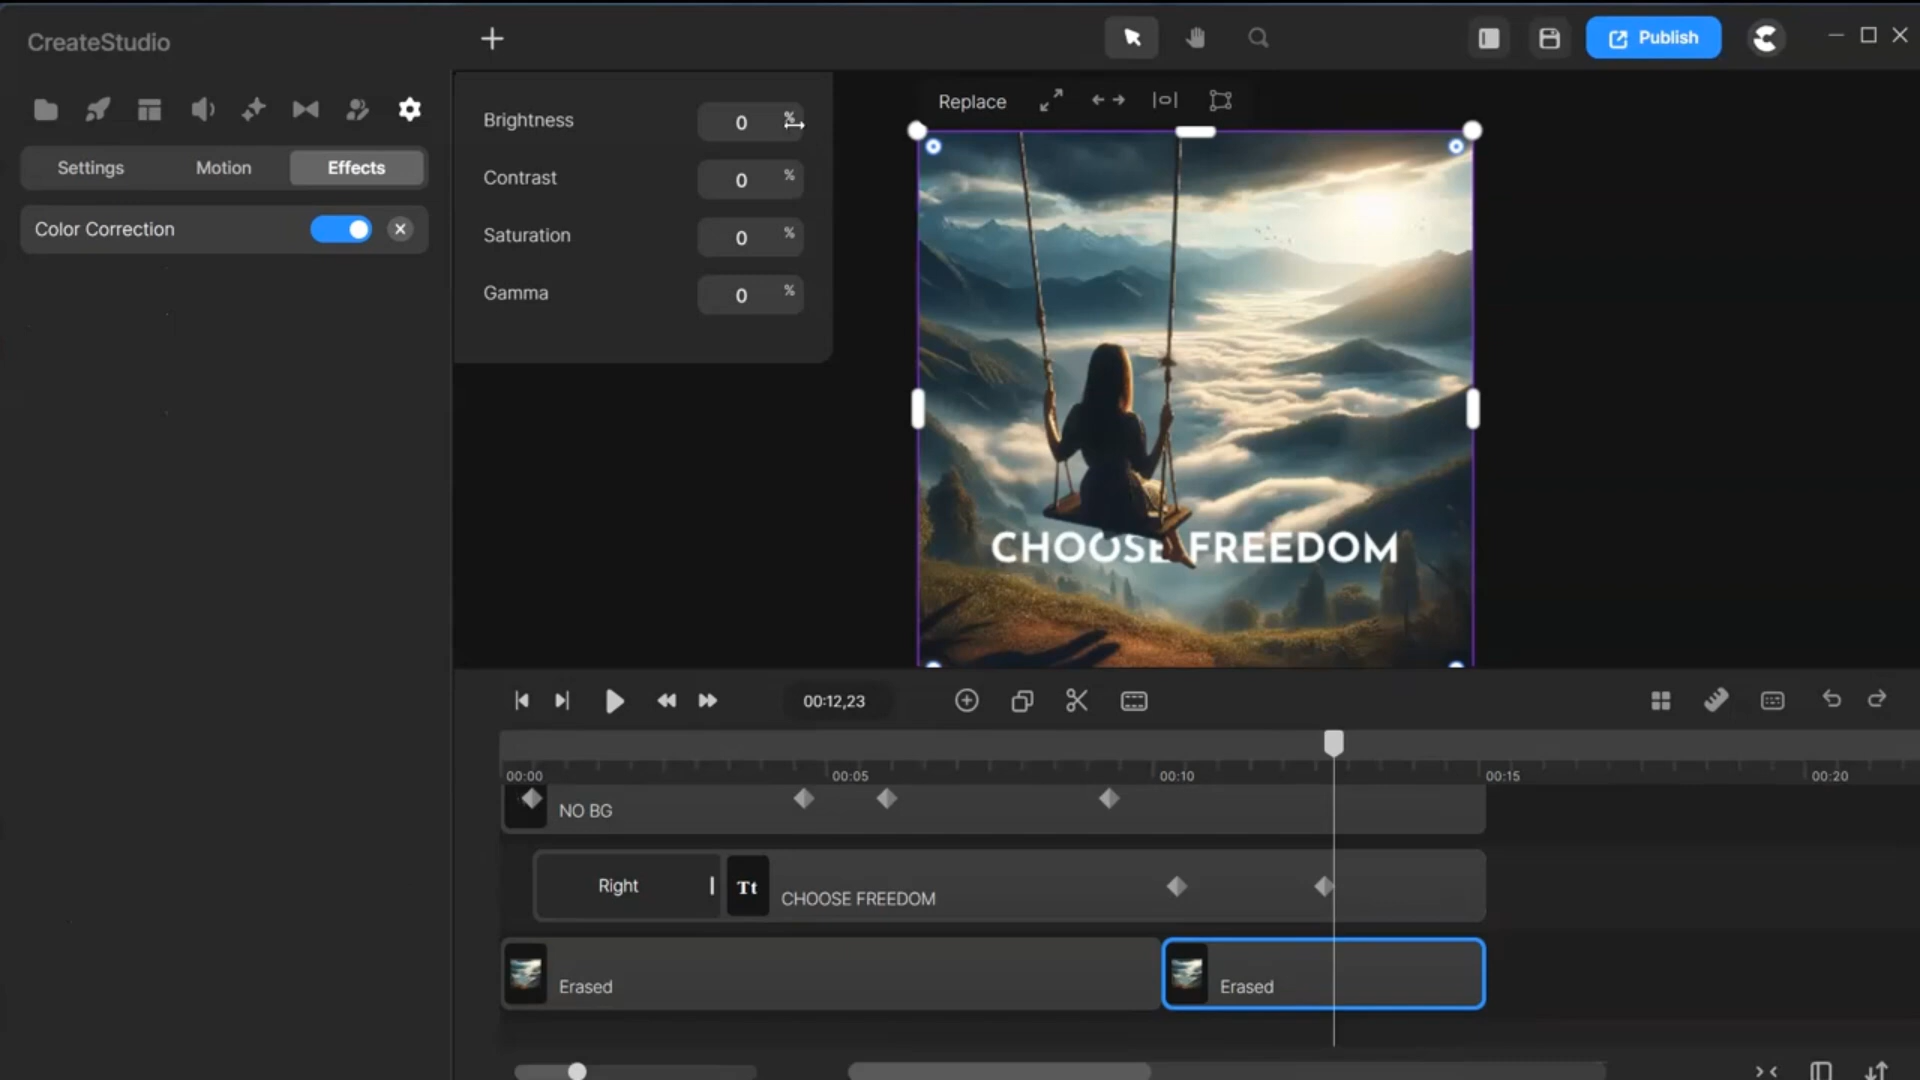 CreateStudio
Publish
Settings
Motion
Effects
Color Correction
Brightness
0 %
Contrast
0 %
Saturation
0 %
Gamma
0 %
Replace
CHOOSE FREEDOM
00:12,23
00:00
00:05
00:10
00:15
00:20
NO BG
Right
Tt
CHOOSE FREEDOM
Erased
Erased